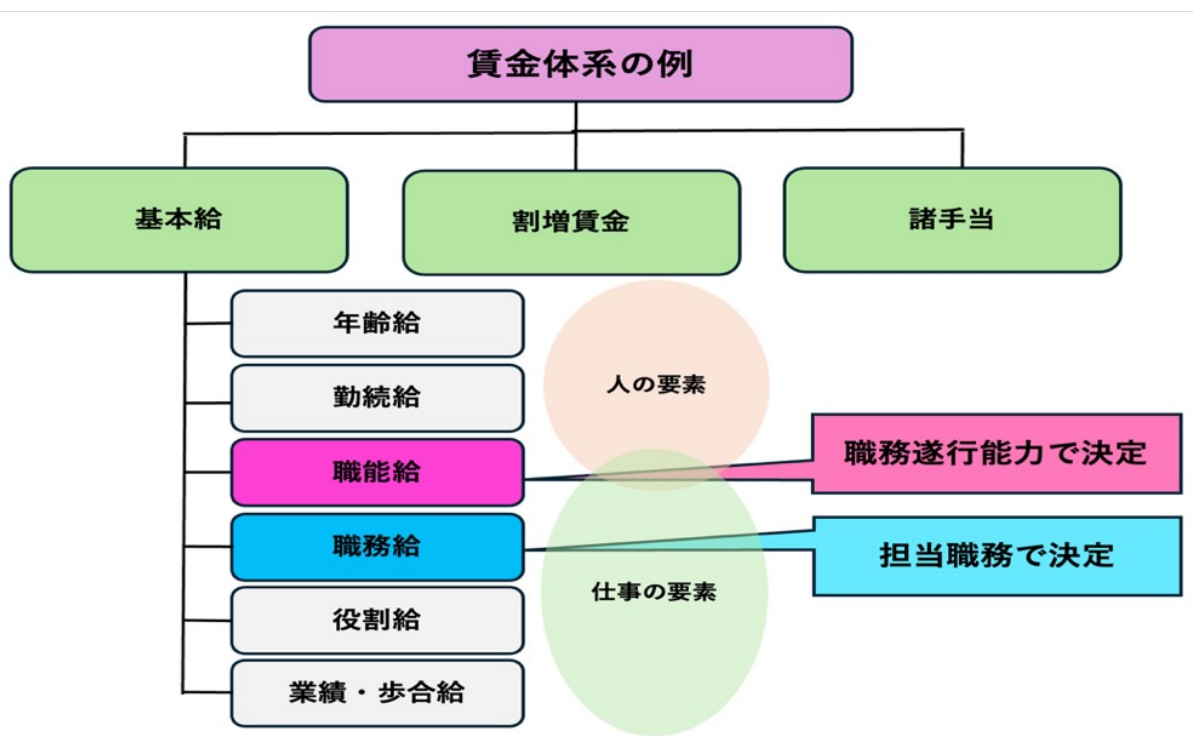 賃金体系の例
基本給
割増賃金
諸手当
年齢給
勤続給
職能給
職務給
役割給
業績・歩合給
人の要素
仕事の要素
職務遂行能力で決定
担当職務で決定